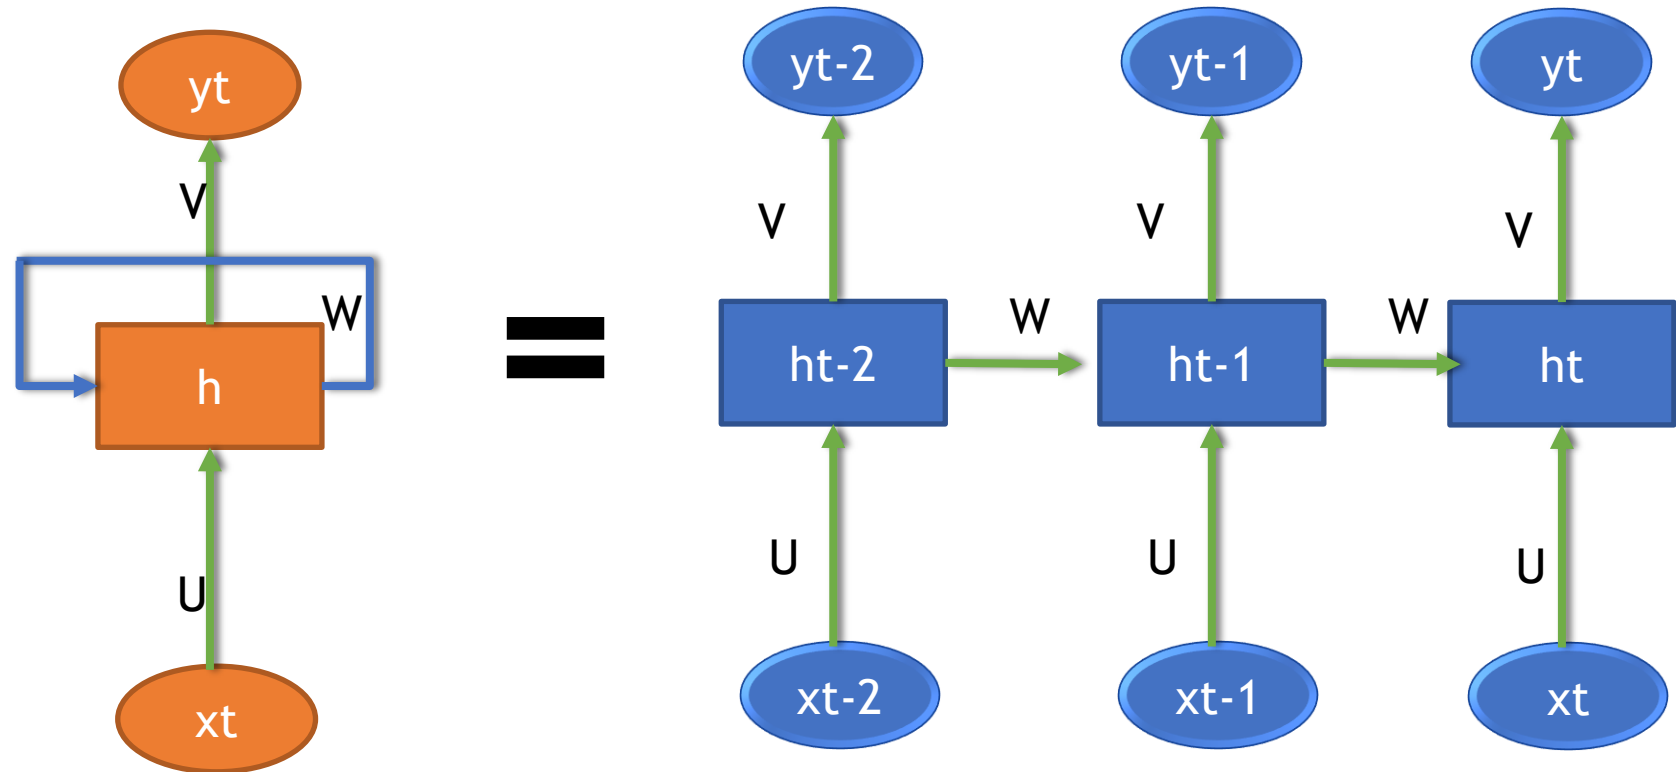 yt
V
W
h
U
xt
=
yt-2
yt-1
yt
V
V
V
W
W
ht-2
ht-1
ht
U
U
U
xt-2
xt-1
xt